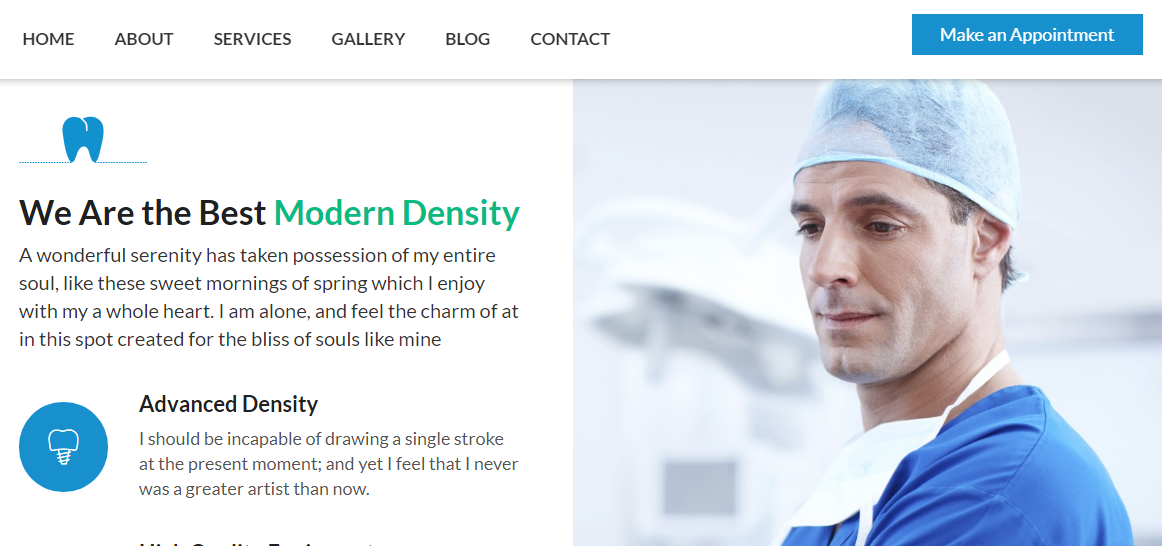 HOME ABOUT SERVICES GALLERY BLOG CONTACT Make an Appointment
We Are the Best Modern Density
A wonderful serenity has taken possession of my entire
soul, like these sweet mornings of spring which I enjoy
with my a whole heart. I am alone, and feel the charm of at
in this spot created for the bliss of souls like mine
Advanced Density
I should be incapable of drawing a single stroke
at the present moment; and yet I feel that I never
was a greater artist than now.